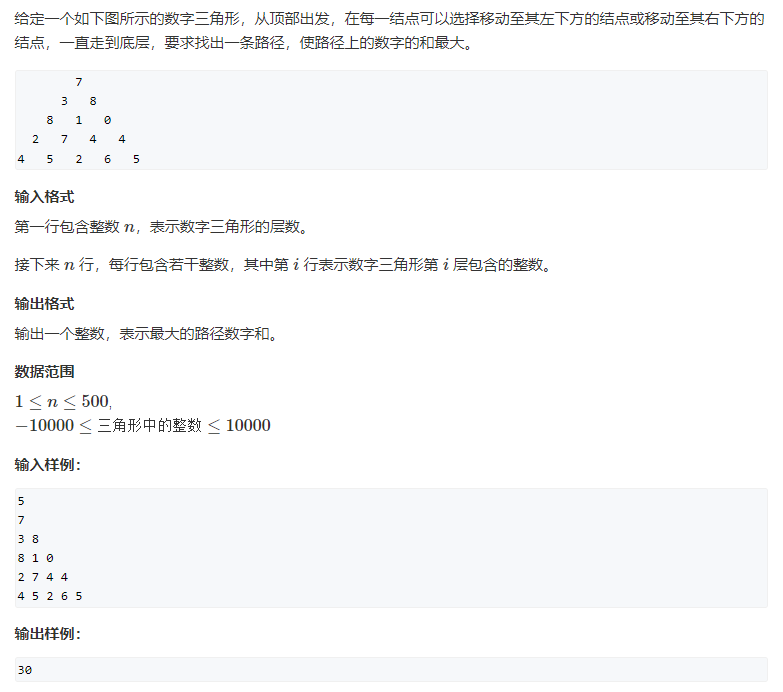 给定一个如下图所示的数字三角形，从顶部出发，在每一结点可以选择移动至其左下方的结点或移动至其右下方的
结点，一直走到底层，要求找出一条路径，使路径上的数字的和最大。
7
3 8
8 1 0
2 7 4 4
4 5 2 6 5
输入格式
第一行包含整数 n，表示数字三角形的层数。
接下来 n 行，每行包含若干整数，其中第 i 行表示数字三角形第 i 层包含的整数。
输出格式
输出一个整数，表示最大的路径数字和。
数据范围
1 ≤ n ≤ 500,
−10000 ≤ 三角形中的整数 ≤ 10000
输入样例：
5
7
3 8
8 1 0
2 7 4 4
4 5 2 6 5
输出样例：
30